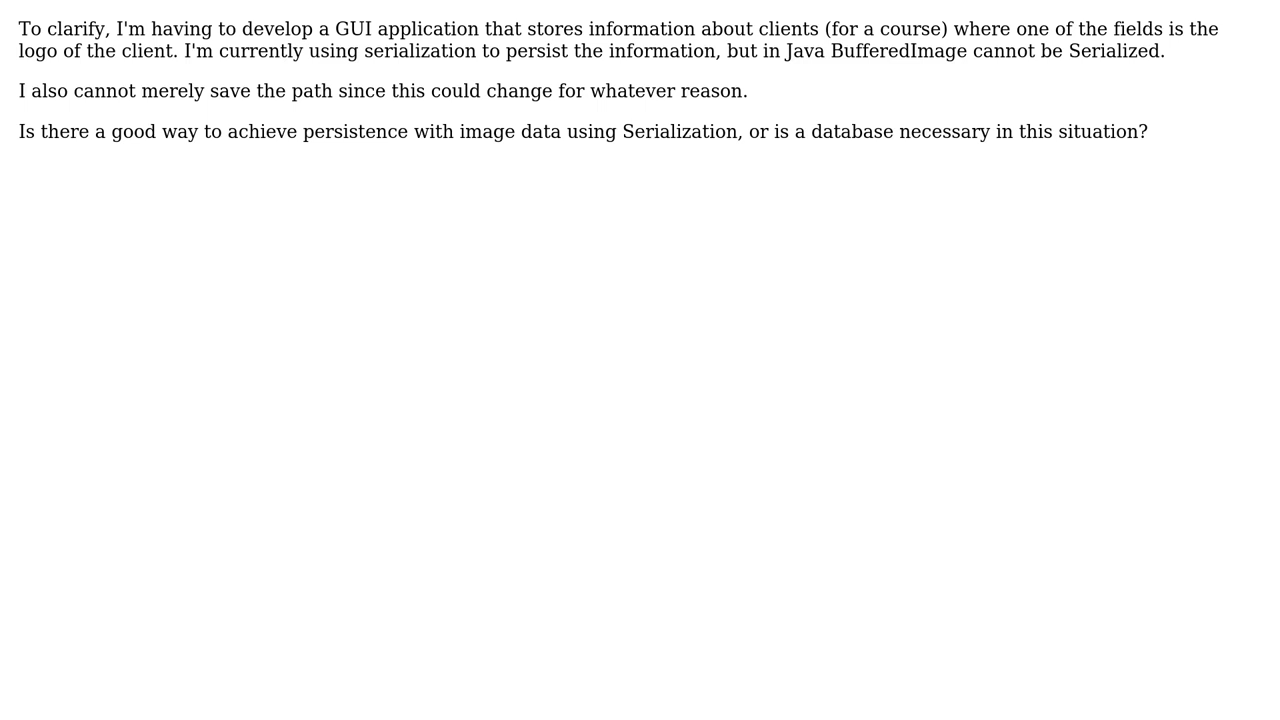 To clarify, I'm having to develop a GUI application that stores information about clients (for a course) where one of the fields is the
logo of the client. I'm currently using serialization to persist the information, but in Java BufferedImage cannot be Serialized.
I also cannot merely save the path since this could change for whatever reason.
Is there a good way to achieve persistence with image data using Serialization, or is a database necessary in this situation?